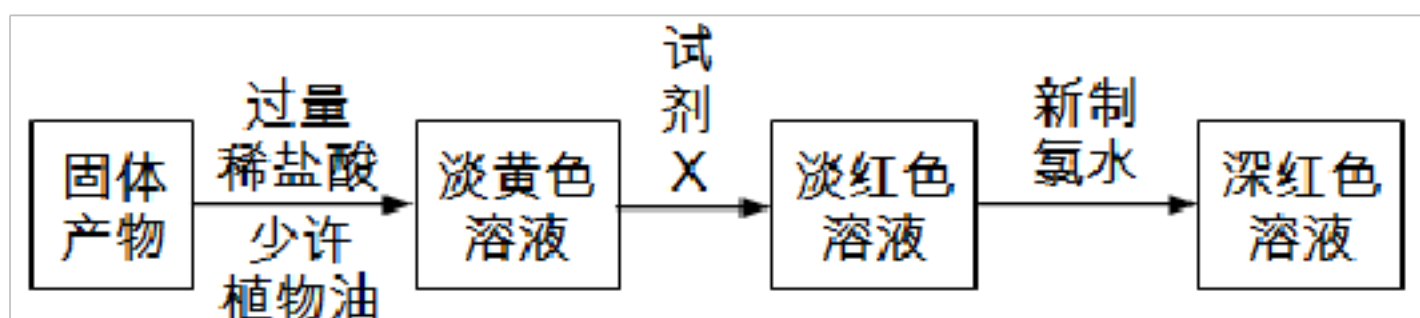 固体
产物
过量
稀盐酸
少许
植物油
淡黄色
溶液
试
剂
X
淡红色
溶液
新制
氯水
深红色
溶液